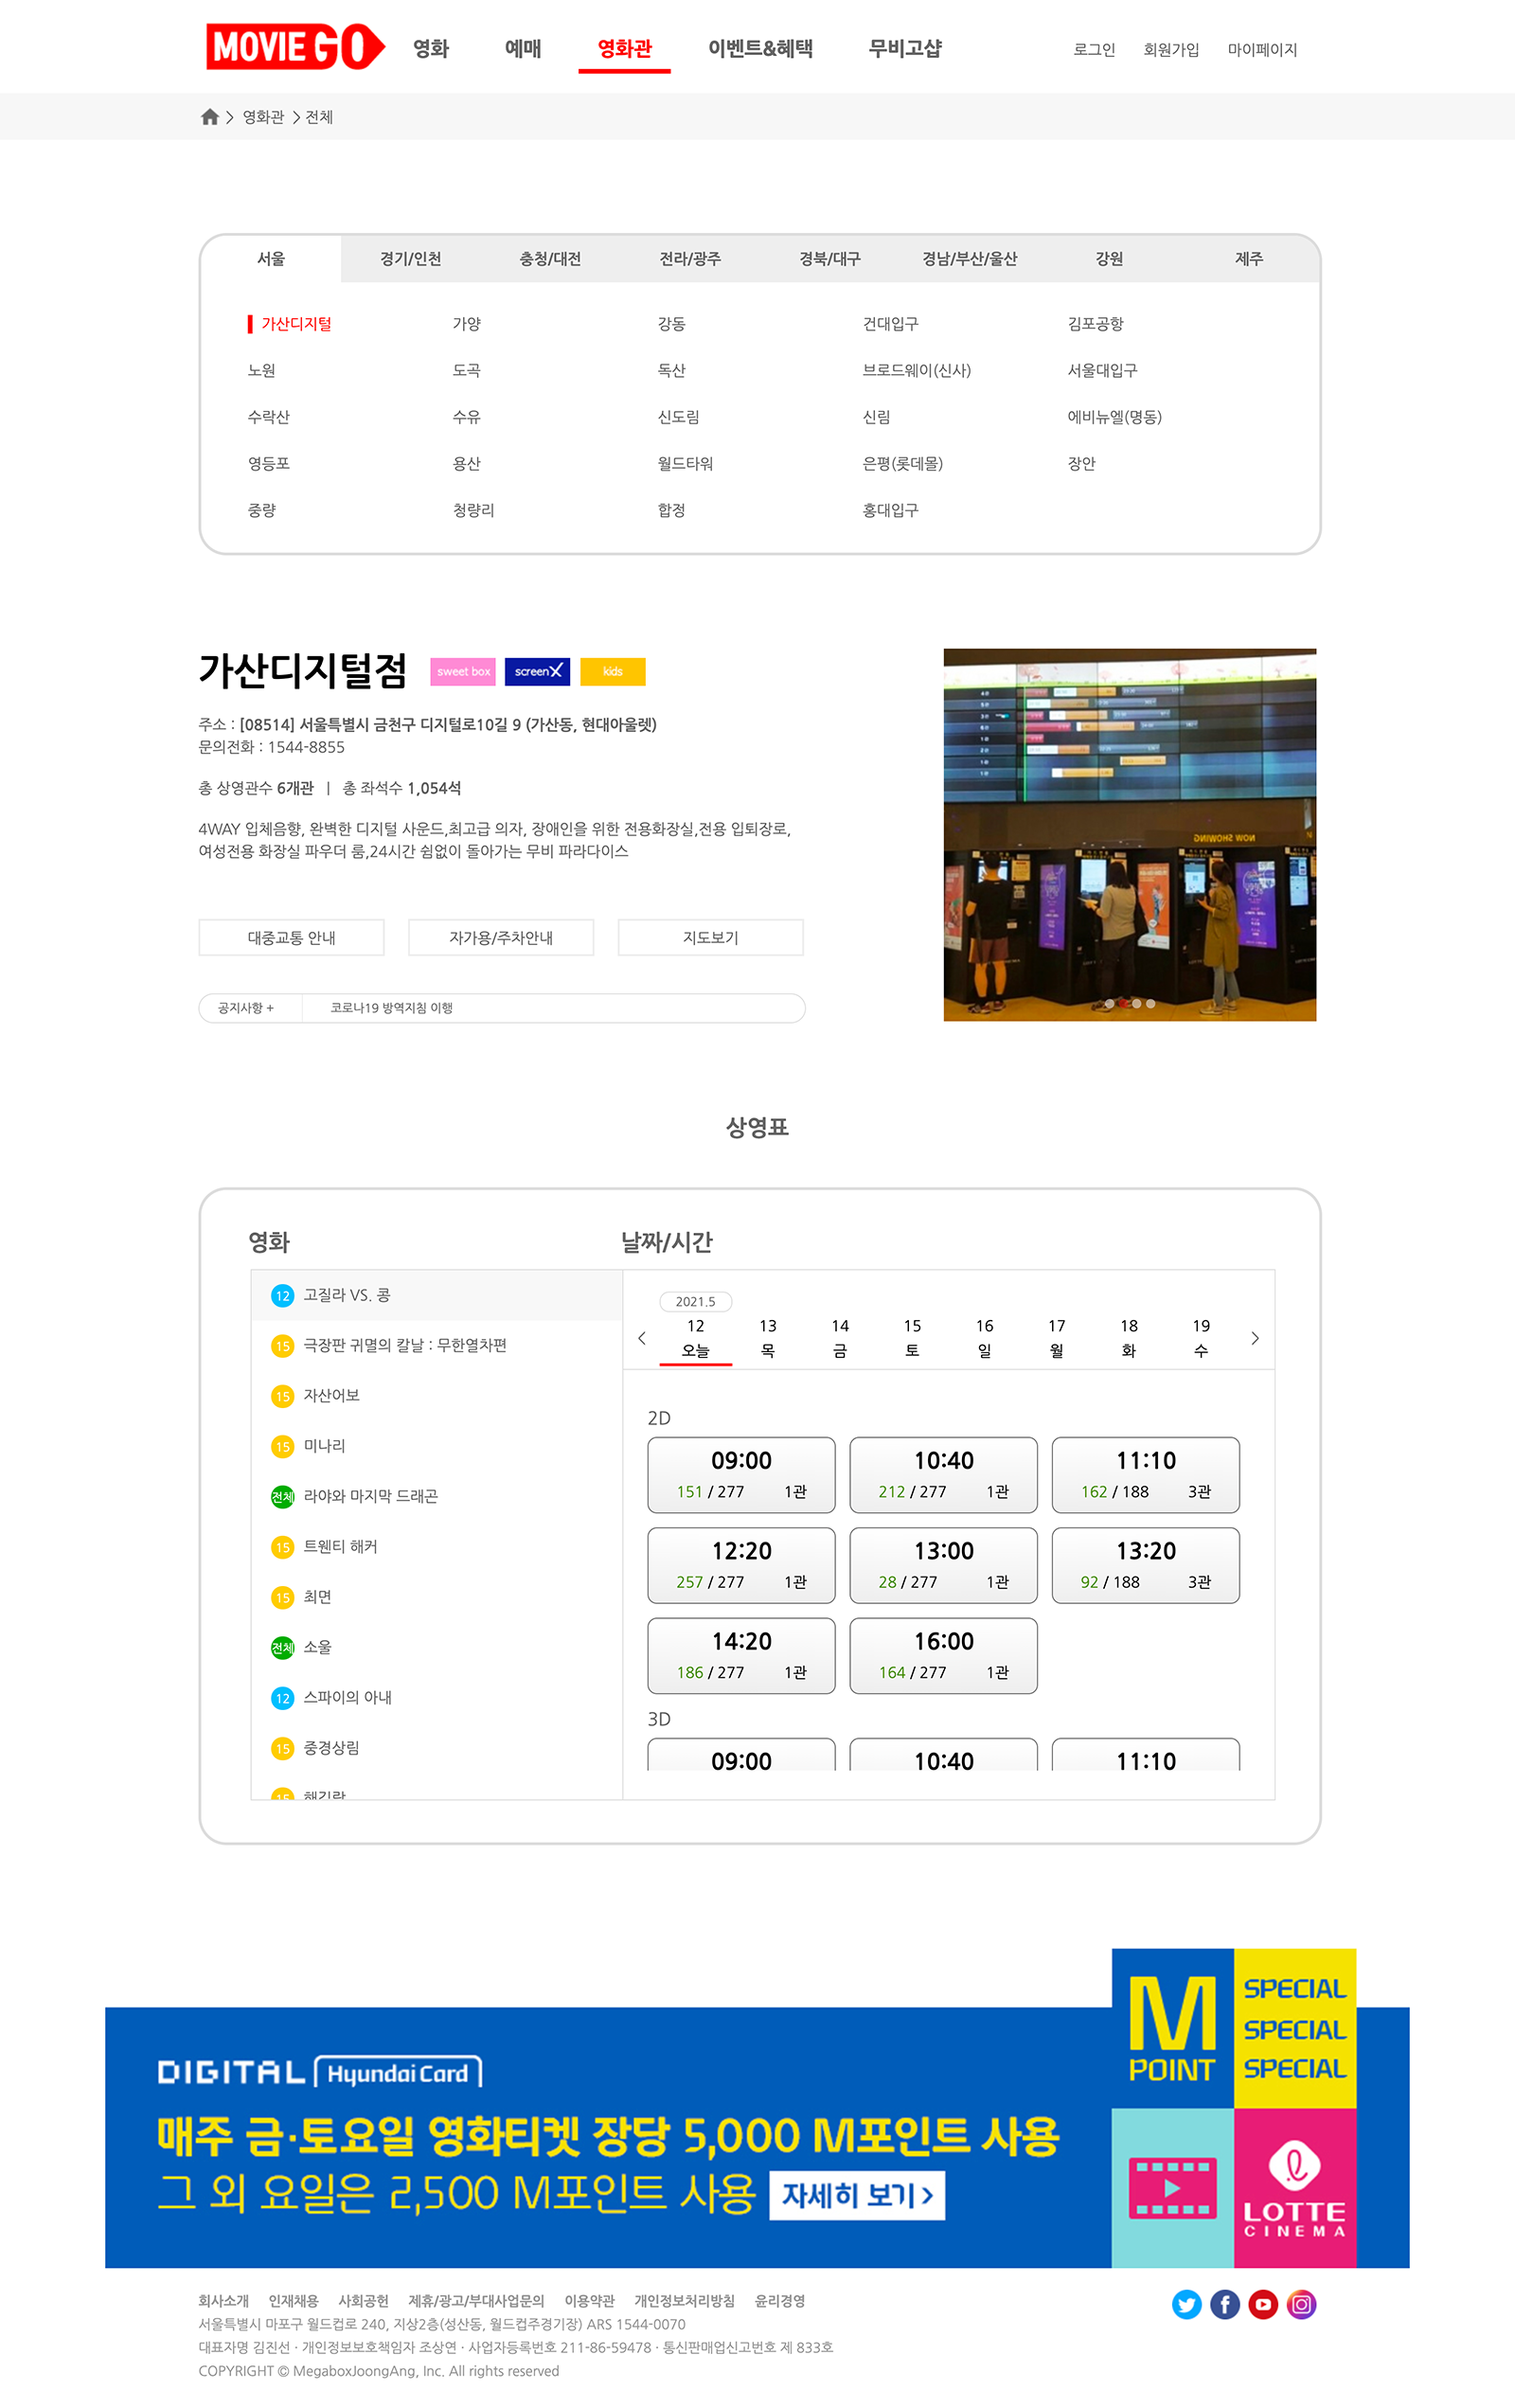 MOVIE GO 영화 예매 영화관 이벤트&혜택 무비고샵 로그인 회원가입 마이페이지
> 영화관 > 전체
서울 경기/인천 충청/대전 전라/광주 경북/대구 경남/부산/울산 강원 제주
가산디지털 가양 강동 건대입구 김포공항
노원 도곡 독산 브로드웨이(신사) 서울대입구
수락산 수유 신도림 신림 에비뉴엘(명동)
영등포 용산 월드타워 은평(롯데몰) 장안
중량 청량리 합정 홍대입구
가산디지털점 sweet box screenX kids
주소 : [08514] 서울특별시 금천구 디지털로10길 9 (가산동, 현대아울렛)
문의전화 : 1544-8855
총 상영관수 6개관 | 총 좌석수 1,054석
4WAY 입체음향, 완벽한 디지털 사운드,최고급 의자, 장애인을 위한 전용화장실,전용 입퇴장로,
여성전용 화장실 파우더 룸,24시간 쉼없이 돌아가는 무비 파라다이스
NOW SHOWING
대중교통 안내 자가용/주차안내 지도보기
공지사항 + 코로나19 방역지침 이행
상영표
영화 날짜/시간
12 고질라 VS. 콩
15 극장판 귀멸의 칼날 : 무한열차편
15 자산어보
15 미나리
전체 라야와 마지막 드래곤
15 트웬티 해커
15 최면
전체 소울
12 스파이의 아내
15 중경상림
15 해길랍
2021.5
12 13 14 15 16 17 18 19
< 오늘 목 금 토 일 월 화 수 >
2D
09:00 10:40 11:10
151 / 277 1관 212 / 277 1관 162 / 188 3관
12:20 13:00 13:20
257 / 277 1관 28 / 277 1관 92 / 188 3관
14:20 16:00
186 / 277 1관 164 / 277 1관
3D
09:00 10:40 11:10
M POINT
SPECIAL
SPECIAL
SPECIAL
DIGITAL Hyundai Card
매주 금·토요일 영화티켓 장당 5,000 M포인트 사용
그 외 요일은 2,500 M포인트 사용 자세히 보기 >
LOTTE
CINEMA
회사소개 인재채용 사회공헌 제휴/광고/부대사업문의 이용약관 개인정보처리방침 윤리경영
서울특별시 마포구 월드컵로 240, 지상2층(성산동, 월드컵주경기장) ARS 1544-0070
대표자명 김진선 · 개인정보보호책임자 조상연 · 사업자등록번호 211-86-59478 · 통신판매업신고번호 제 833호
COPYRIGHT © MegaboxJoongAng, Inc. All rights reserved